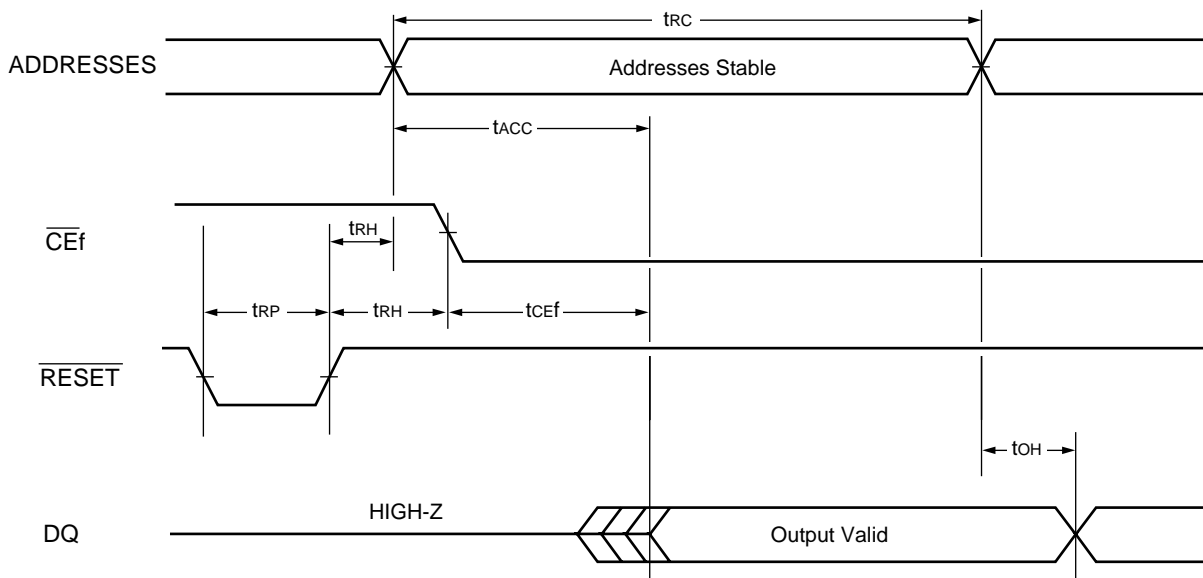 tRC
ADDRESSES
Addresses Stable
tACC
CEf
tRH
tRP
tRH
tCEf
RESET
tOH
HIGH-Z
DQ
Output Valid